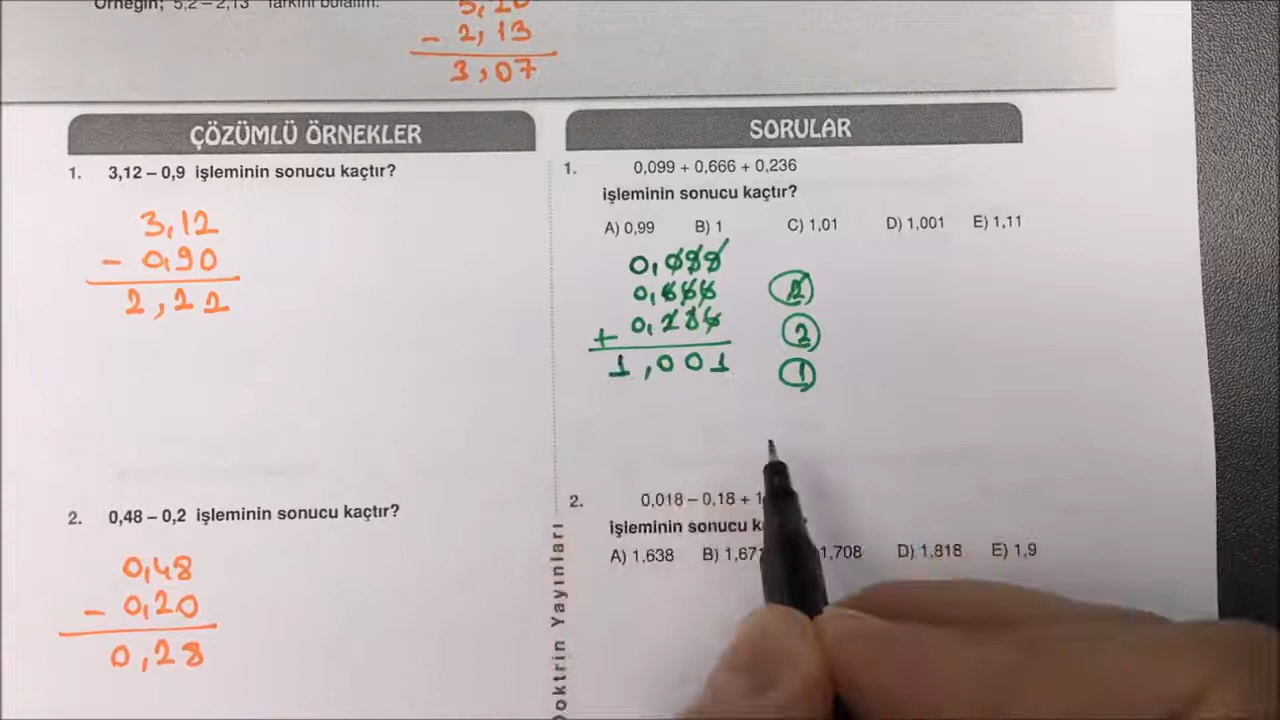 Örneğin; 5,2 – 2,13 farkını bulalım.
5,20
– 2,13
3,07
ÇÖZÜMLÜ ÖRNEKLER
1. 3,12 – 0,9 işleminin sonucu kaçtır?
3,12
– 0,90
2,22
2. 0,48 – 0,2 işleminin sonucu kaçtır?
0,48
– 0,20
0,28
SORULAR
1. 0,099 + 0,666 + 0,236
işleminin sonucu kaçtır?
A) 0,99 B) 1 C) 1,01 D) 1,001 E) 1,11
0,099
0,666
+ 0,236
1,001
2
2
1
2. 0,018 – 0,18 + 1
işleminin sonucu
A) 1,638 B) 1,67 1,708 D) 1,818 E) 1,9
Doktrin Yayınları